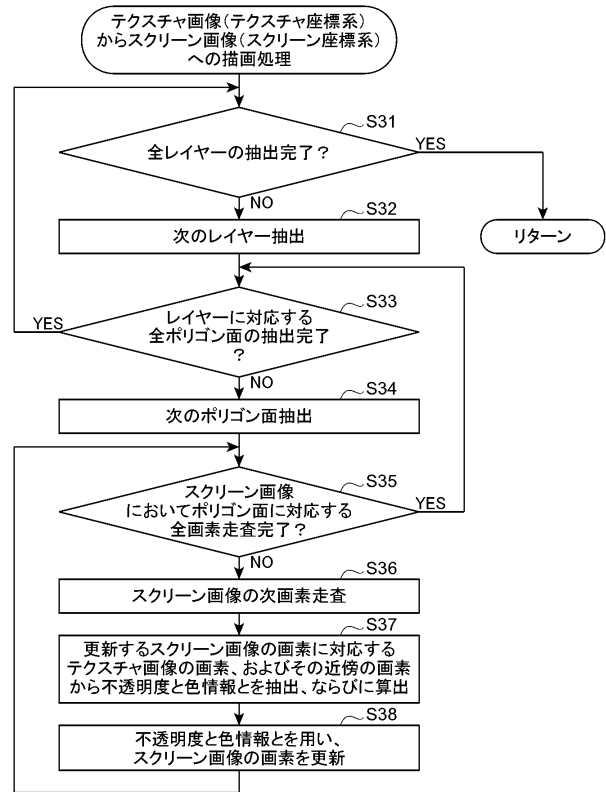 テクスチャ画像(テクスチャ座標系)
からスクリーン画像(スクリーン座標系)
への描画処理
S31
全レイヤーの抽出完了?
YES
NO
S32
次のレイヤー抽出
リターン
S33
レイヤーに対応する
全ポリゴン面の抽出完了
?
YES
NO
S34
次のポリゴン面抽出
S35
スクリーン画像
においてポリゴン面に対応する
全画素走査完了?
YES
NO
S36
スクリーン画像の次画素走査
S37
更新するスクリーン画像の画素に対応する
テクスチャ画像の画素、およびその近傍の画素
から不透明度と色情報とを抽出、ならびに算出
S38
不透明度と色情報とを用い、
スクリーン画像の画素を更新